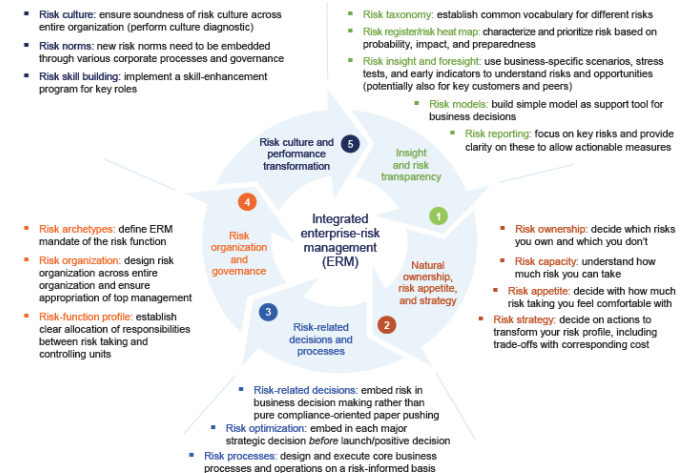 Risk culture: ensure soundness of risk culture across
entire organization (perform culture diagnostic)
Risk norms: new risk norms need to be embedded
through various corporate processes and governance
Risk skill building: implement a skill-enhancement
program for key roles
Risk taxonomy: establish common vocabulary for different risks
Risk register/risk heat map: characterize and prioritize risk based on
probability, impact, and preparedness
Risk insight and foresight: use business-specific scenarios, stress
tests, and early indicators to understand risks and opportunities
(potentially also for key customers and peers)
Risk models: build simple model as support tool for
business decisions
Risk reporting: focus on key risks and provide
clarity on these to allow actionable measures
Risk culture and
performance
transformation
5
Insight
and risk
transparency
1
4
Risk
organization
and
governance
Integrated
enterprise-risk
management
(ERM)
Natural
ownership,
risk appetite,
and strategy
2
3
Risk-related
decisions and
processes
Risk archetypes: define ERM
mandate of the risk function
Risk organization: design risk
organization across entire
organization and ensure
appropriation of top management
Risk-function profile: establish
clear allocation of responsibilities
between risk taking and
controlling units
Risk ownership: decide which risks
you own and which you don't
Risk capacity: understand how
much risk you can take
Risk appetite: decide with how much
risk taking you feel comfortable with
Risk strategy: decide on actions to
transform your risk profile, including
trade-offs with corresponding cost
Risk-related decisions: embed risk in
business decision making rather than
pure compliance-oriented paper pushing
Risk optimization: embed in each major
strategic decision before launch/positive decision
Risk processes: design and execute core business
processes and operations on a risk-informed basis